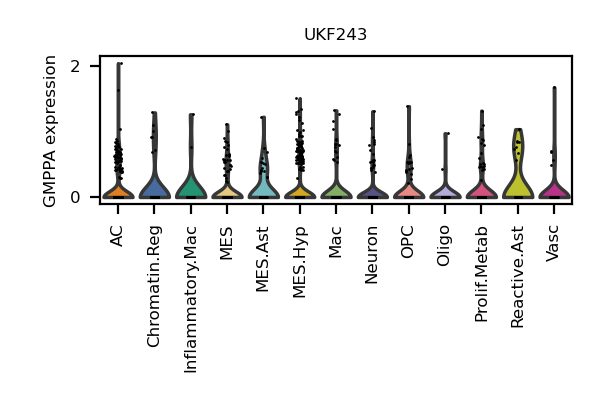 UKF243
GMPPA expression
2
0
AC
Chromatin.Reg
Inflammatory.Mac
MES
MES.Ast
MES.Hyp
Mac
Neuron
OPC
Oligo
Prolif.Metab
Reactive.Ast
Vasc